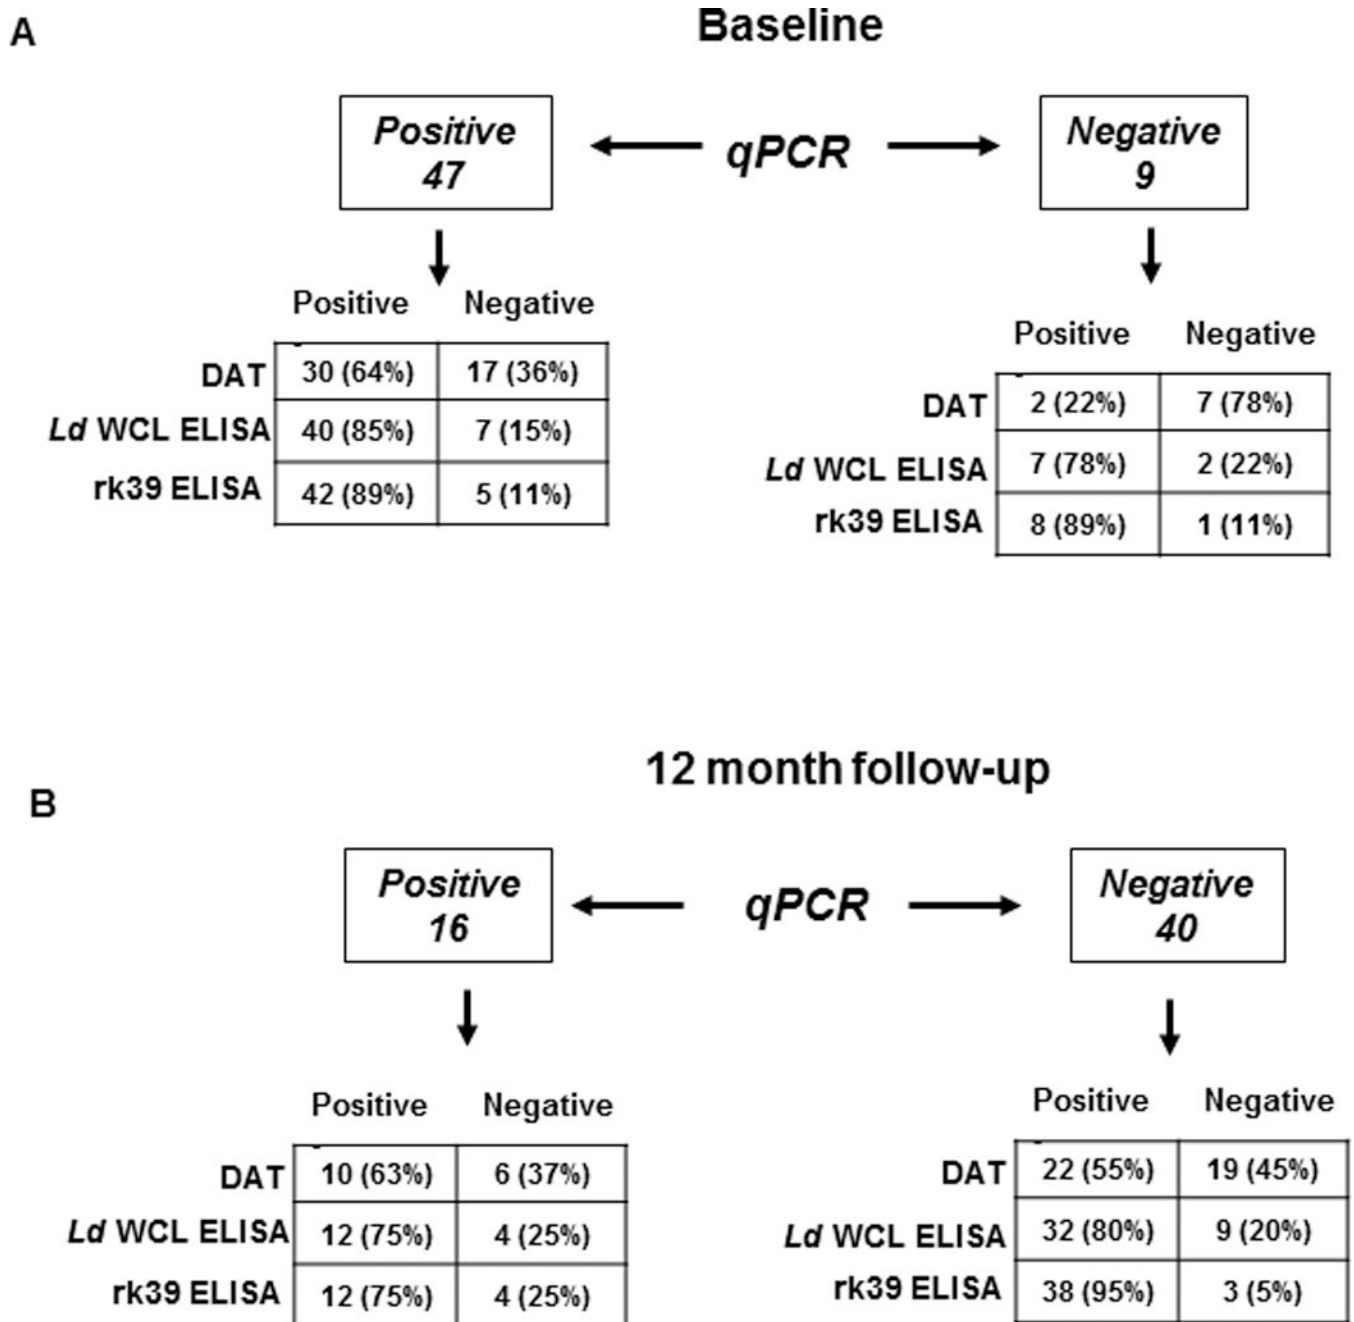 A
Baseline
Positive
47
qPCR
Negative
9
Positive Negative
DAT 30 (64%) 17 (36%)
Ld WCL ELISA 40 (85%) 7 (15%)
rk39 ELISA 42 (89%) 5 (11%)
Positive Negative
DAT 2 (22%) 7 (78%)
Ld WCL ELISA 7 (78%) 2 (22%)
rk39 ELISA 8 (89%) 1 (11%)
12 month follow-up
B
Positive
16
qPCR
Negative
40
Positive Negative
DAT 10 (63%) 6 (37%)
Ld WCL ELISA 12 (75%) 4 (25%)
rk39 ELISA 12 (75%) 4 (25%)
Positive Negative
DAT 22 (55%) 19 (45%)
Ld WCL ELISA 32 (80%) 9 (20%)
rk39 ELISA 38 (95%) 3 (5%)